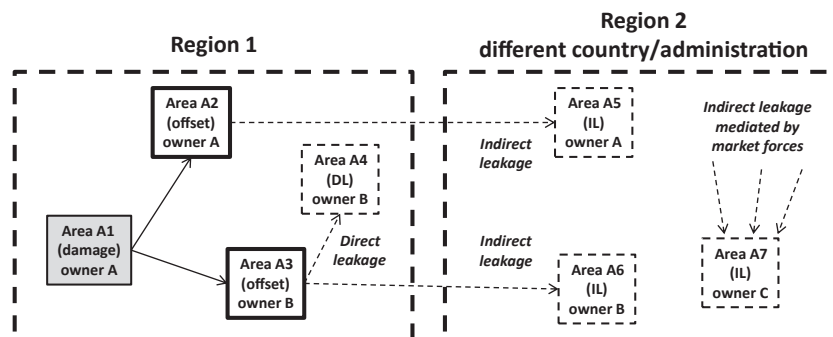 Region 1
Region 2
different country/administration
Area A1
(damage)
owner A
Area A2
(offset)
owner A
Area A3
(offset)
owner B
Area A4
(DL)
owner B
Direct
leakage
Indirect
leakage
Indirect
leakage
Area A5
(IL)
owner A
Area A6
(IL)
owner B
Indirect leakage
mediated by
market forces
Area A7
(IL)
owner C